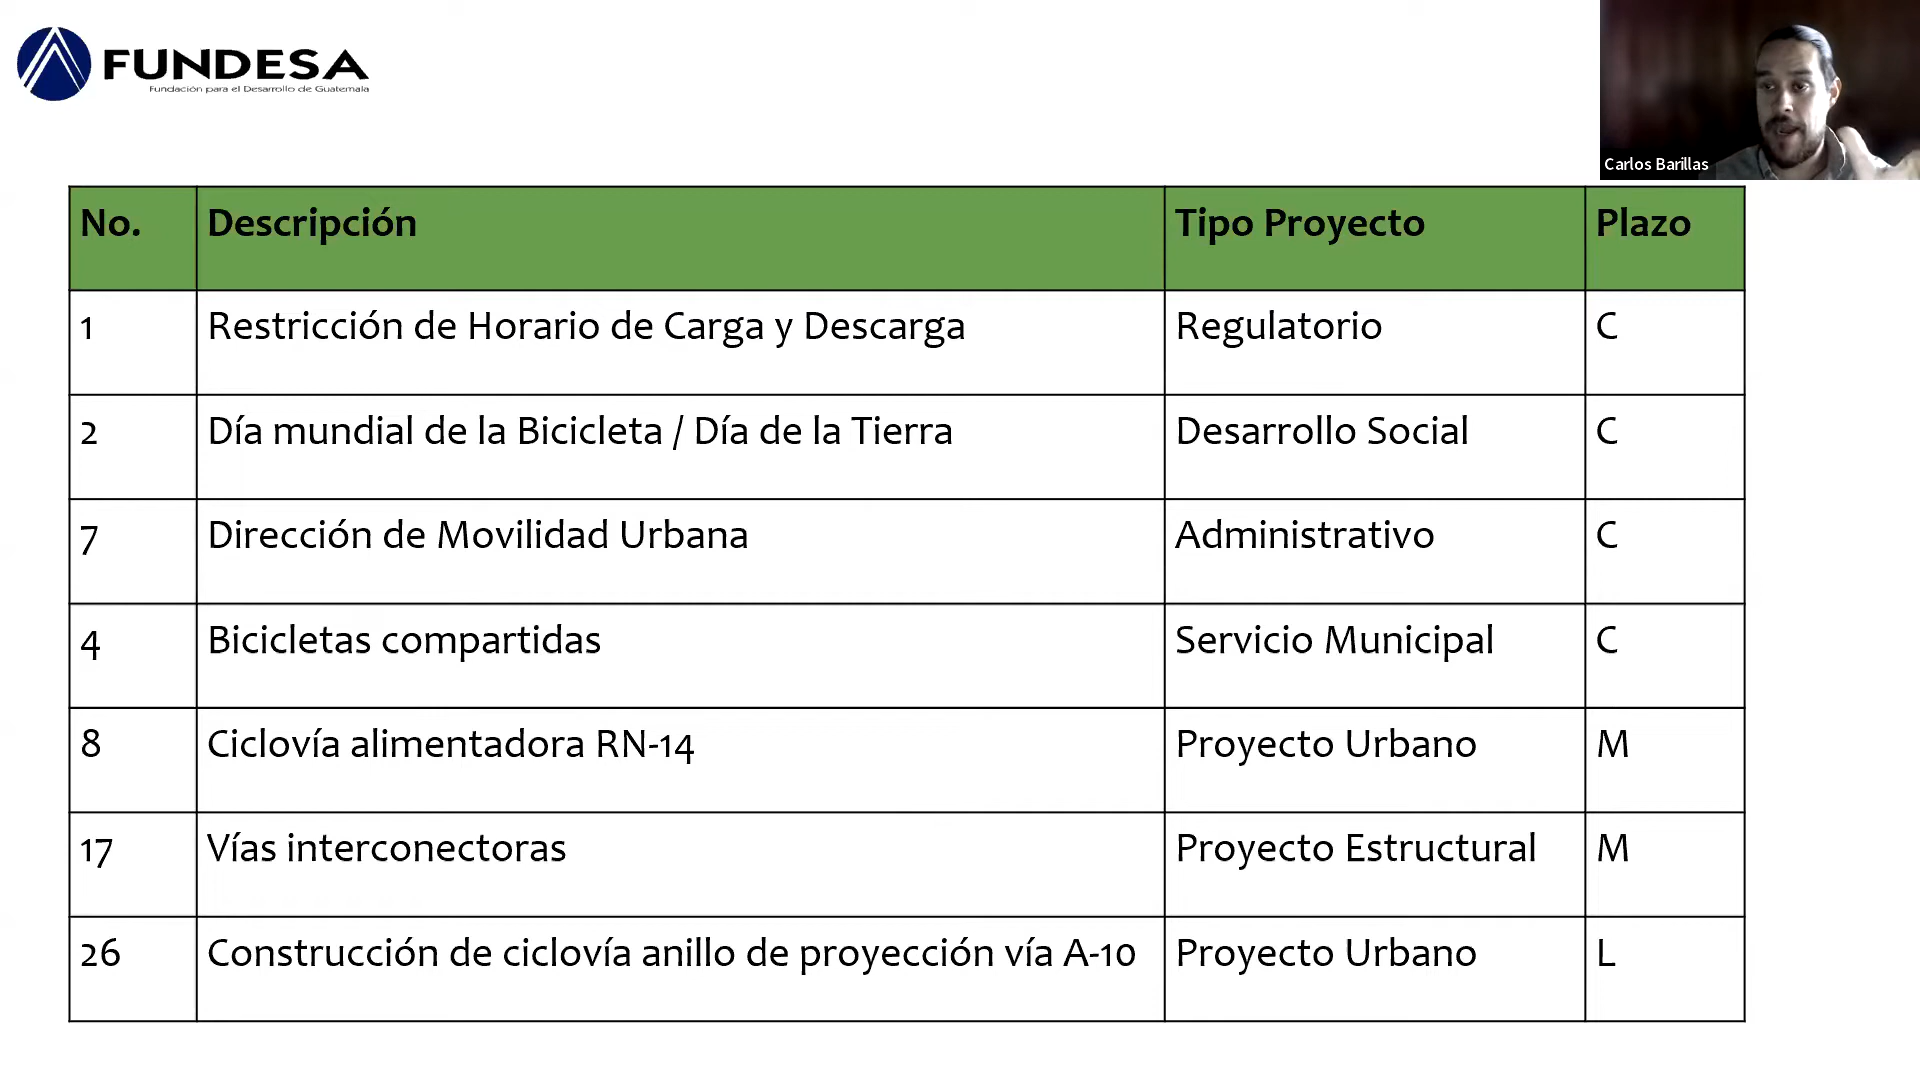 FUNDESA
Fundación para el Desarrollo de Guatemala
Carlos Barillas
No. Descripción Tipo Proyecto Plazo
1 Restricción de Horario de Carga y Descarga Regulatorio C
2 Día mundial de la Bicicleta / Día de la Tierra Desarrollo Social C
7 Dirección de Movilidad Urbana Administrativo C
4 Bicicletas compartidas Servicio Municipal C
8 Ciclovía alimentadora RN-14 Proyecto Urbano M
17 Vías interconectoras Proyecto Estructural M
26 Construcción de ciclovía anillo de proyección vía A-10 Proyecto Urbano L